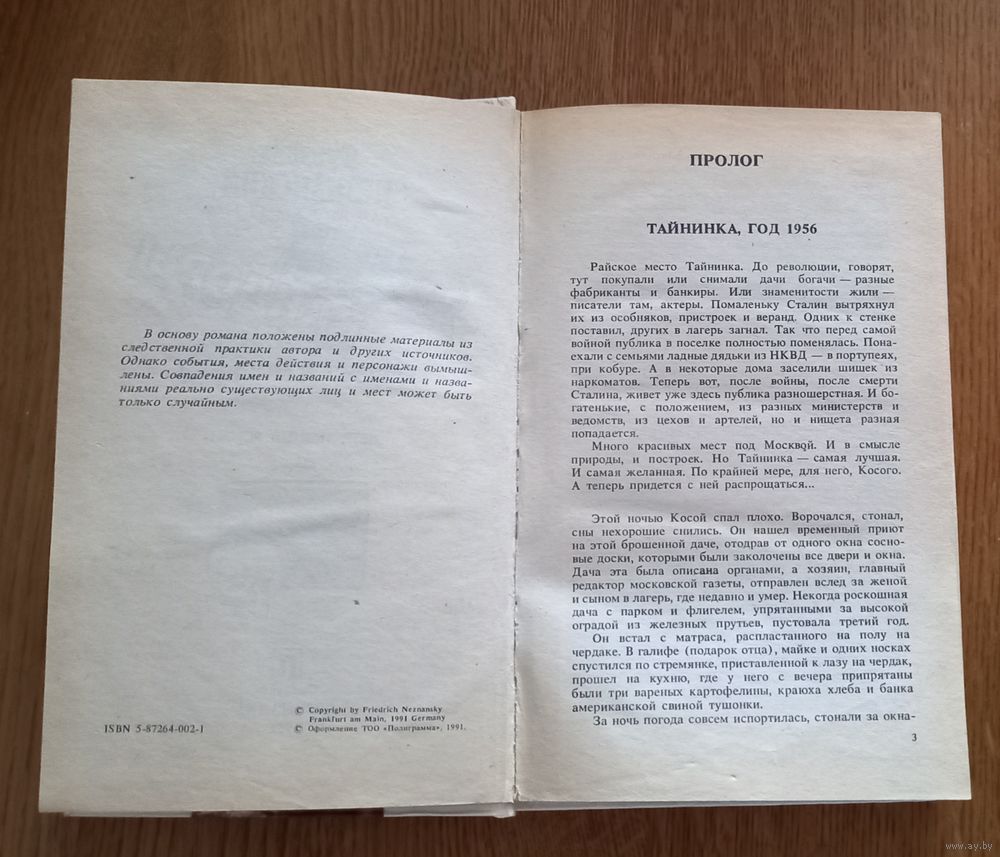 В основу романа положены подлинные материалы из
следственной практики автора и других источников.
Однако события, места действия и персонажи вымыш-
лены. Совпадения имен и названий с именами и назва-
ниями реально существующих лиц и мест может быть
только случайным.
© Copyright by Friedrich Neznansky
Frankfurt am Main, 1991 Germany
ISBN 5-87264-002-1
© Оформление ТОО «Полиграмма», 1991.
ПРОЛОГ
ТАЙНИНКА, ГОД 1956
Райское место Тайнинка. До революции, говорят,
тут покупали или снимали дачи богачи — разные
фабриканты и банкиры. Или знаменитости жили —
писатели там, актеры. Помаленьку Сталин вытряхнул
их из особняков, пристроек и веранд. Одних к стенке
поставил, других в лагерь загнал. Так что перед самой
войной публика в поселке полностью поменялась. Пона-
ехали с семьями ладные дядьки из НКВД — в портупеях,
при кобуре. А в некоторые дома заселили шишек из
наркоматов. Теперь вот, после войны, после смерти
Сталина, живет уже здесь публика разношерстная. И бо-
гатенькие, с положением, из разных министерств и
ведомств, из цехов и артелей, но и нищета разная
попадается.
Много красивых мест под Москвой. И в смысле
природы, и построек. Но Тайнинка — самая лучшая.
И самая желанная. По крайней мере, для него, Косого.
А теперь придется с ней распрощаться...
Этой ночью Косой спал плохо. Ворочался, стонал,
сны нехорошие снились. Он нашел временный приют
на этой брошенной даче, отодрав от одного окна сосно-
вые доски, которыми были заколочены все двери и окна.
Дача эта была описана органами, а хозяин, главный
редактор московской газеты, отправлен вслед за женой
и сыном в лагерь, где недавно и умер. Некогда роскошная
дача с парком и флигелем, упрятанными за высокой
оградой из железных прутьев, пустовала третий год.
Он встал с матраса, распластанного на полу на
чердаке. В галифе (подарок отца), майке и одних носках
спустился по стремянке, приставленной к лазу на чердак,
прошел на кухню, где у него с вечера припрятаны
были три вареных картофелины, краюха хлеба и банка
американской свиной тушонки.
За ночь погода совсем испортилась, стонали за окна-
3
www.ay.by